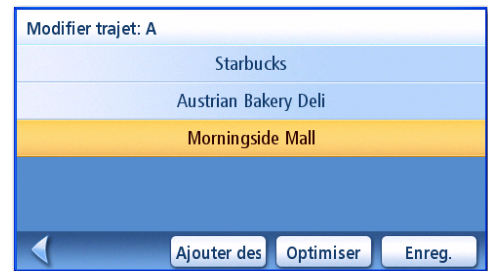 Modifier trajet: A
Starbucks
Austrian Bakery Deli
Morningside Mall
Ajouter des Optimiser Enreg.